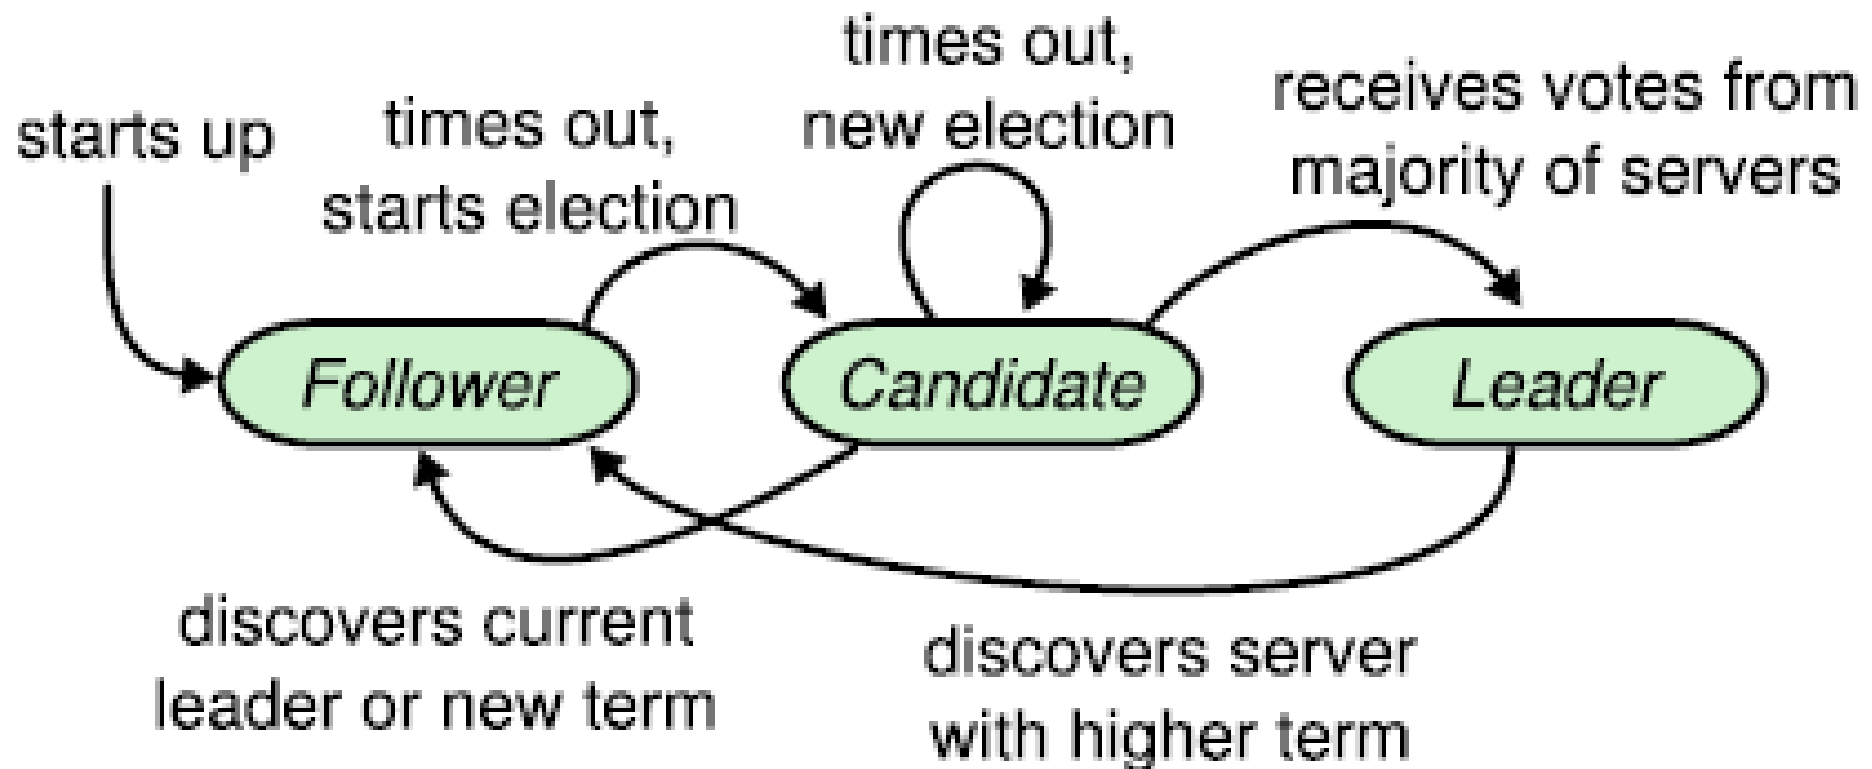 starts up
times out,
starts election
times out,
new election
receives votes from
majority of servers
Follower
Candidate
Leader
discovers current
leader or new term
discovers server
with higher term